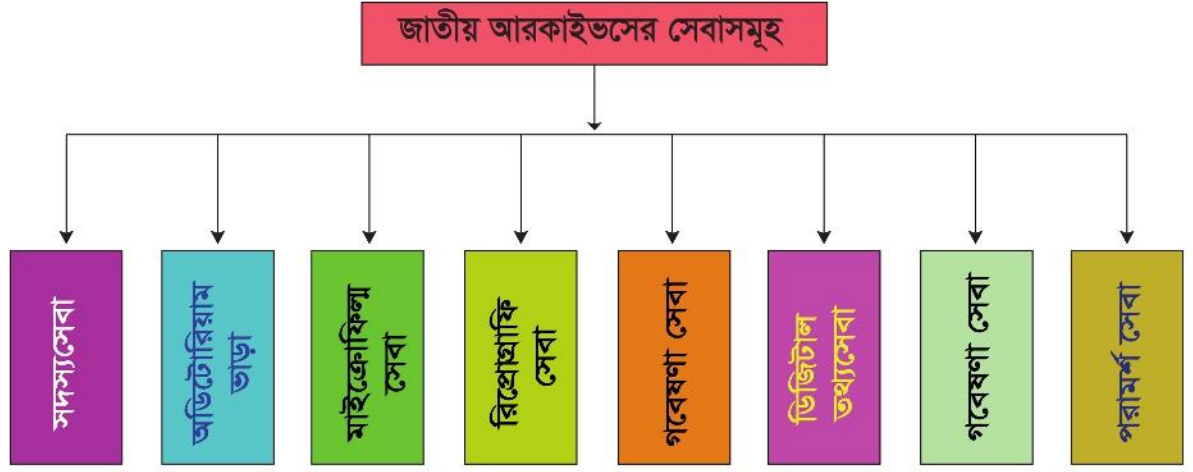 জাতীয় আরকাইভসের সেবাসমূহ
সদস্যসেবা
অডিটোরিয়াম
ভাড়া
মাইক্রোফিল্ম
সেবা
রিপ্রোগ্রাফি
সেবা
গবেষণা সেবা
ডিজিটাল
তথ্যসেবা
গবেষণা সেবা
পরামর্শ সেবা